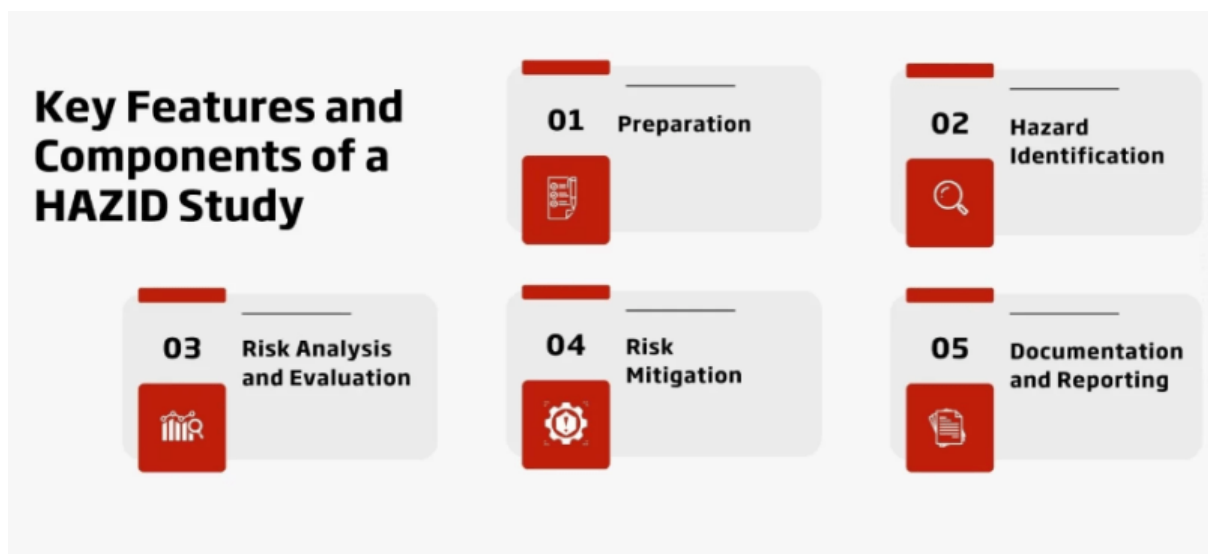 Key Features and
Components of a
HAZID Study
01
Preparation
02
Hazard
Identification
03
Risk Analysis
and Evaluation
04
Risk
Mitigation
05
Documentation
and Reporting